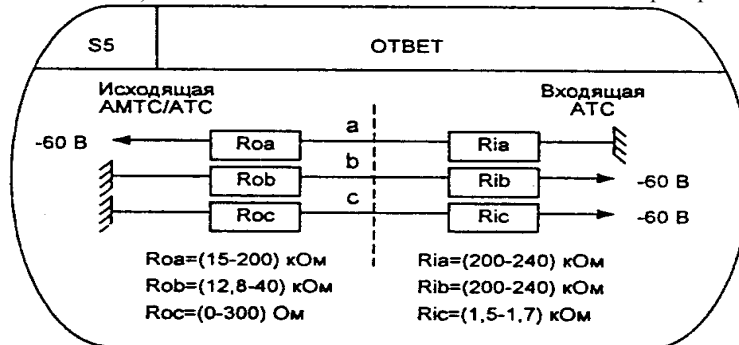 S5 ОТВЕТ
Исходящая АМТС/АТС
Входящая АТС
-60 В Roa a Ria
Rob b Rib -60 В
Roc c Ric -60 В
Roa=(15-200) кОм Ria=(200-240) кОм
Rob=(12,8-40) кОм Rib=(200-240) кОм
Roc=(0-300) Ом Ric=(1,5-1,7) кОм